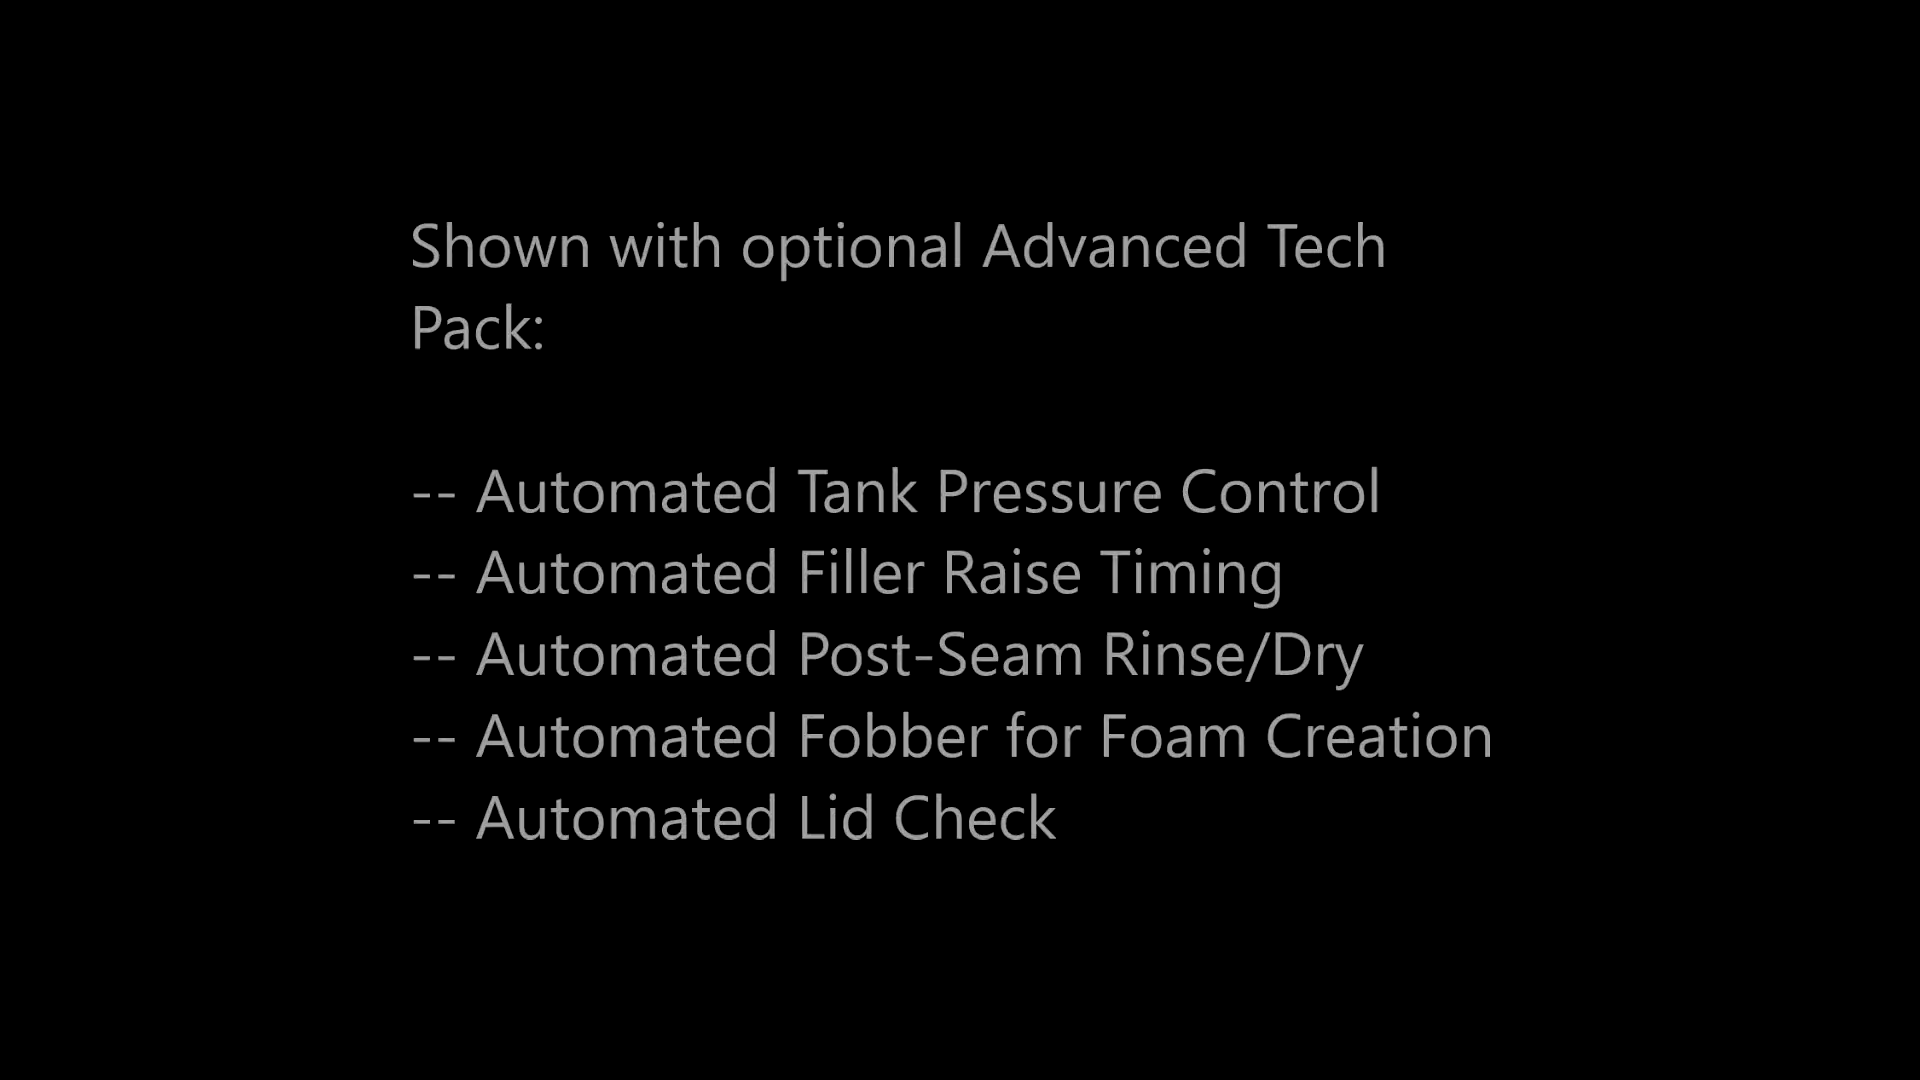 Shown with optional Advanced Tech
Pack:
-- Automated Tank Pressure Control
-- Automated Filler Raise Timing
-- Automated Post-Seam Rinse/Dry
-- Automated Fobber for Foam Creation
-- Automated Lid Check